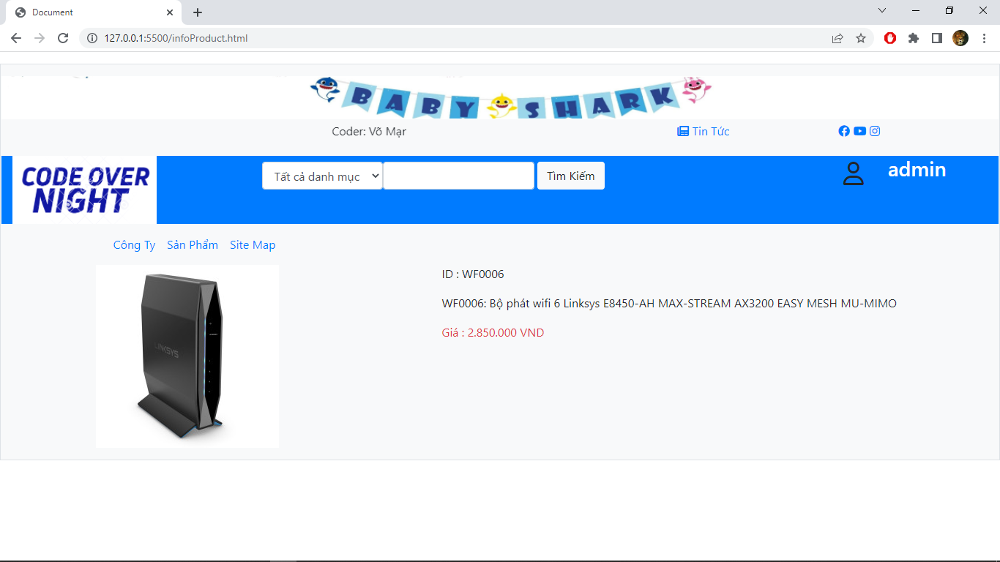 Document
127.0.0.1:5500/infoProduct.html
BABY SHARK
Coder: Võ Mạr
Tin Tức
CODE OVER
NIGHT
Tất cả danh mục
Tìm Kiếm
admin
Công Ty Sản Phẩm Site Map
LINKSYS
ID : WF0006
WF0006: Bộ phát wifi 6 Linksys E8450-AH MAX-STREAM AX3200 EASY MESH MU-MIMO
Giá : 2.850.000 VND